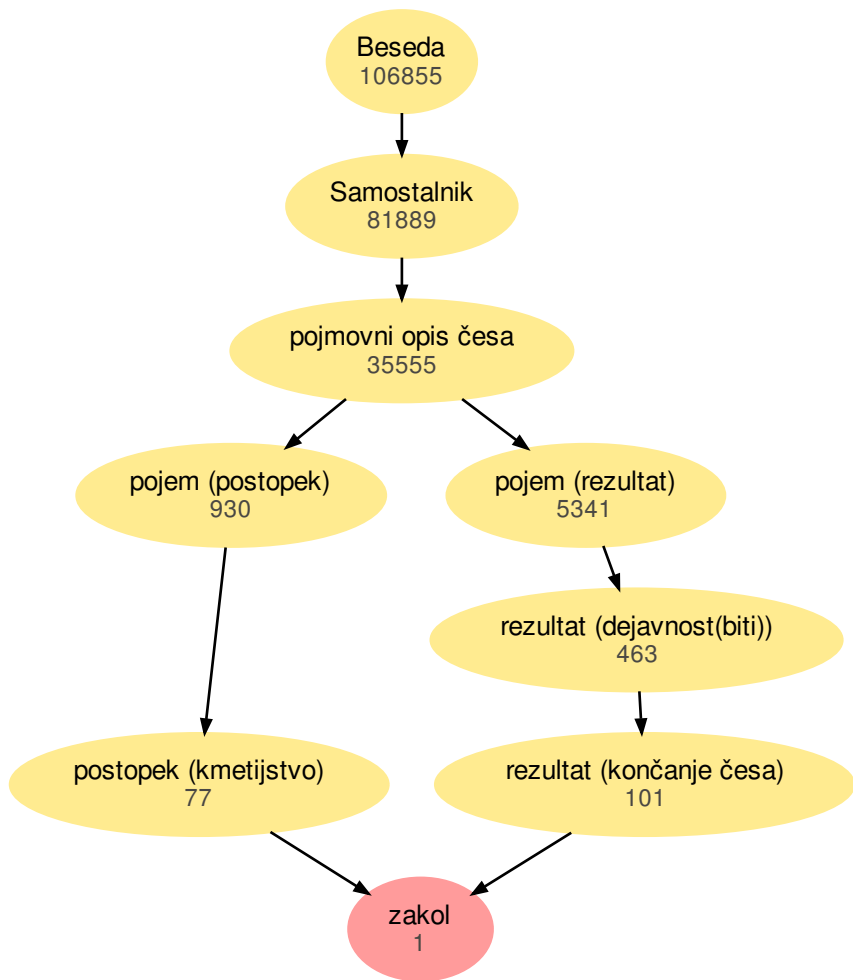 Beseda
106855
Samostalnik
81889
pojmovni opis česa
35555
pojem (postopek)
930
pojem (rezultat)
5341
rezultat (dejavnost(biti))
463
postopek (kmetijstvo)
77
rezultat (končanje česa)
101
zakol
1